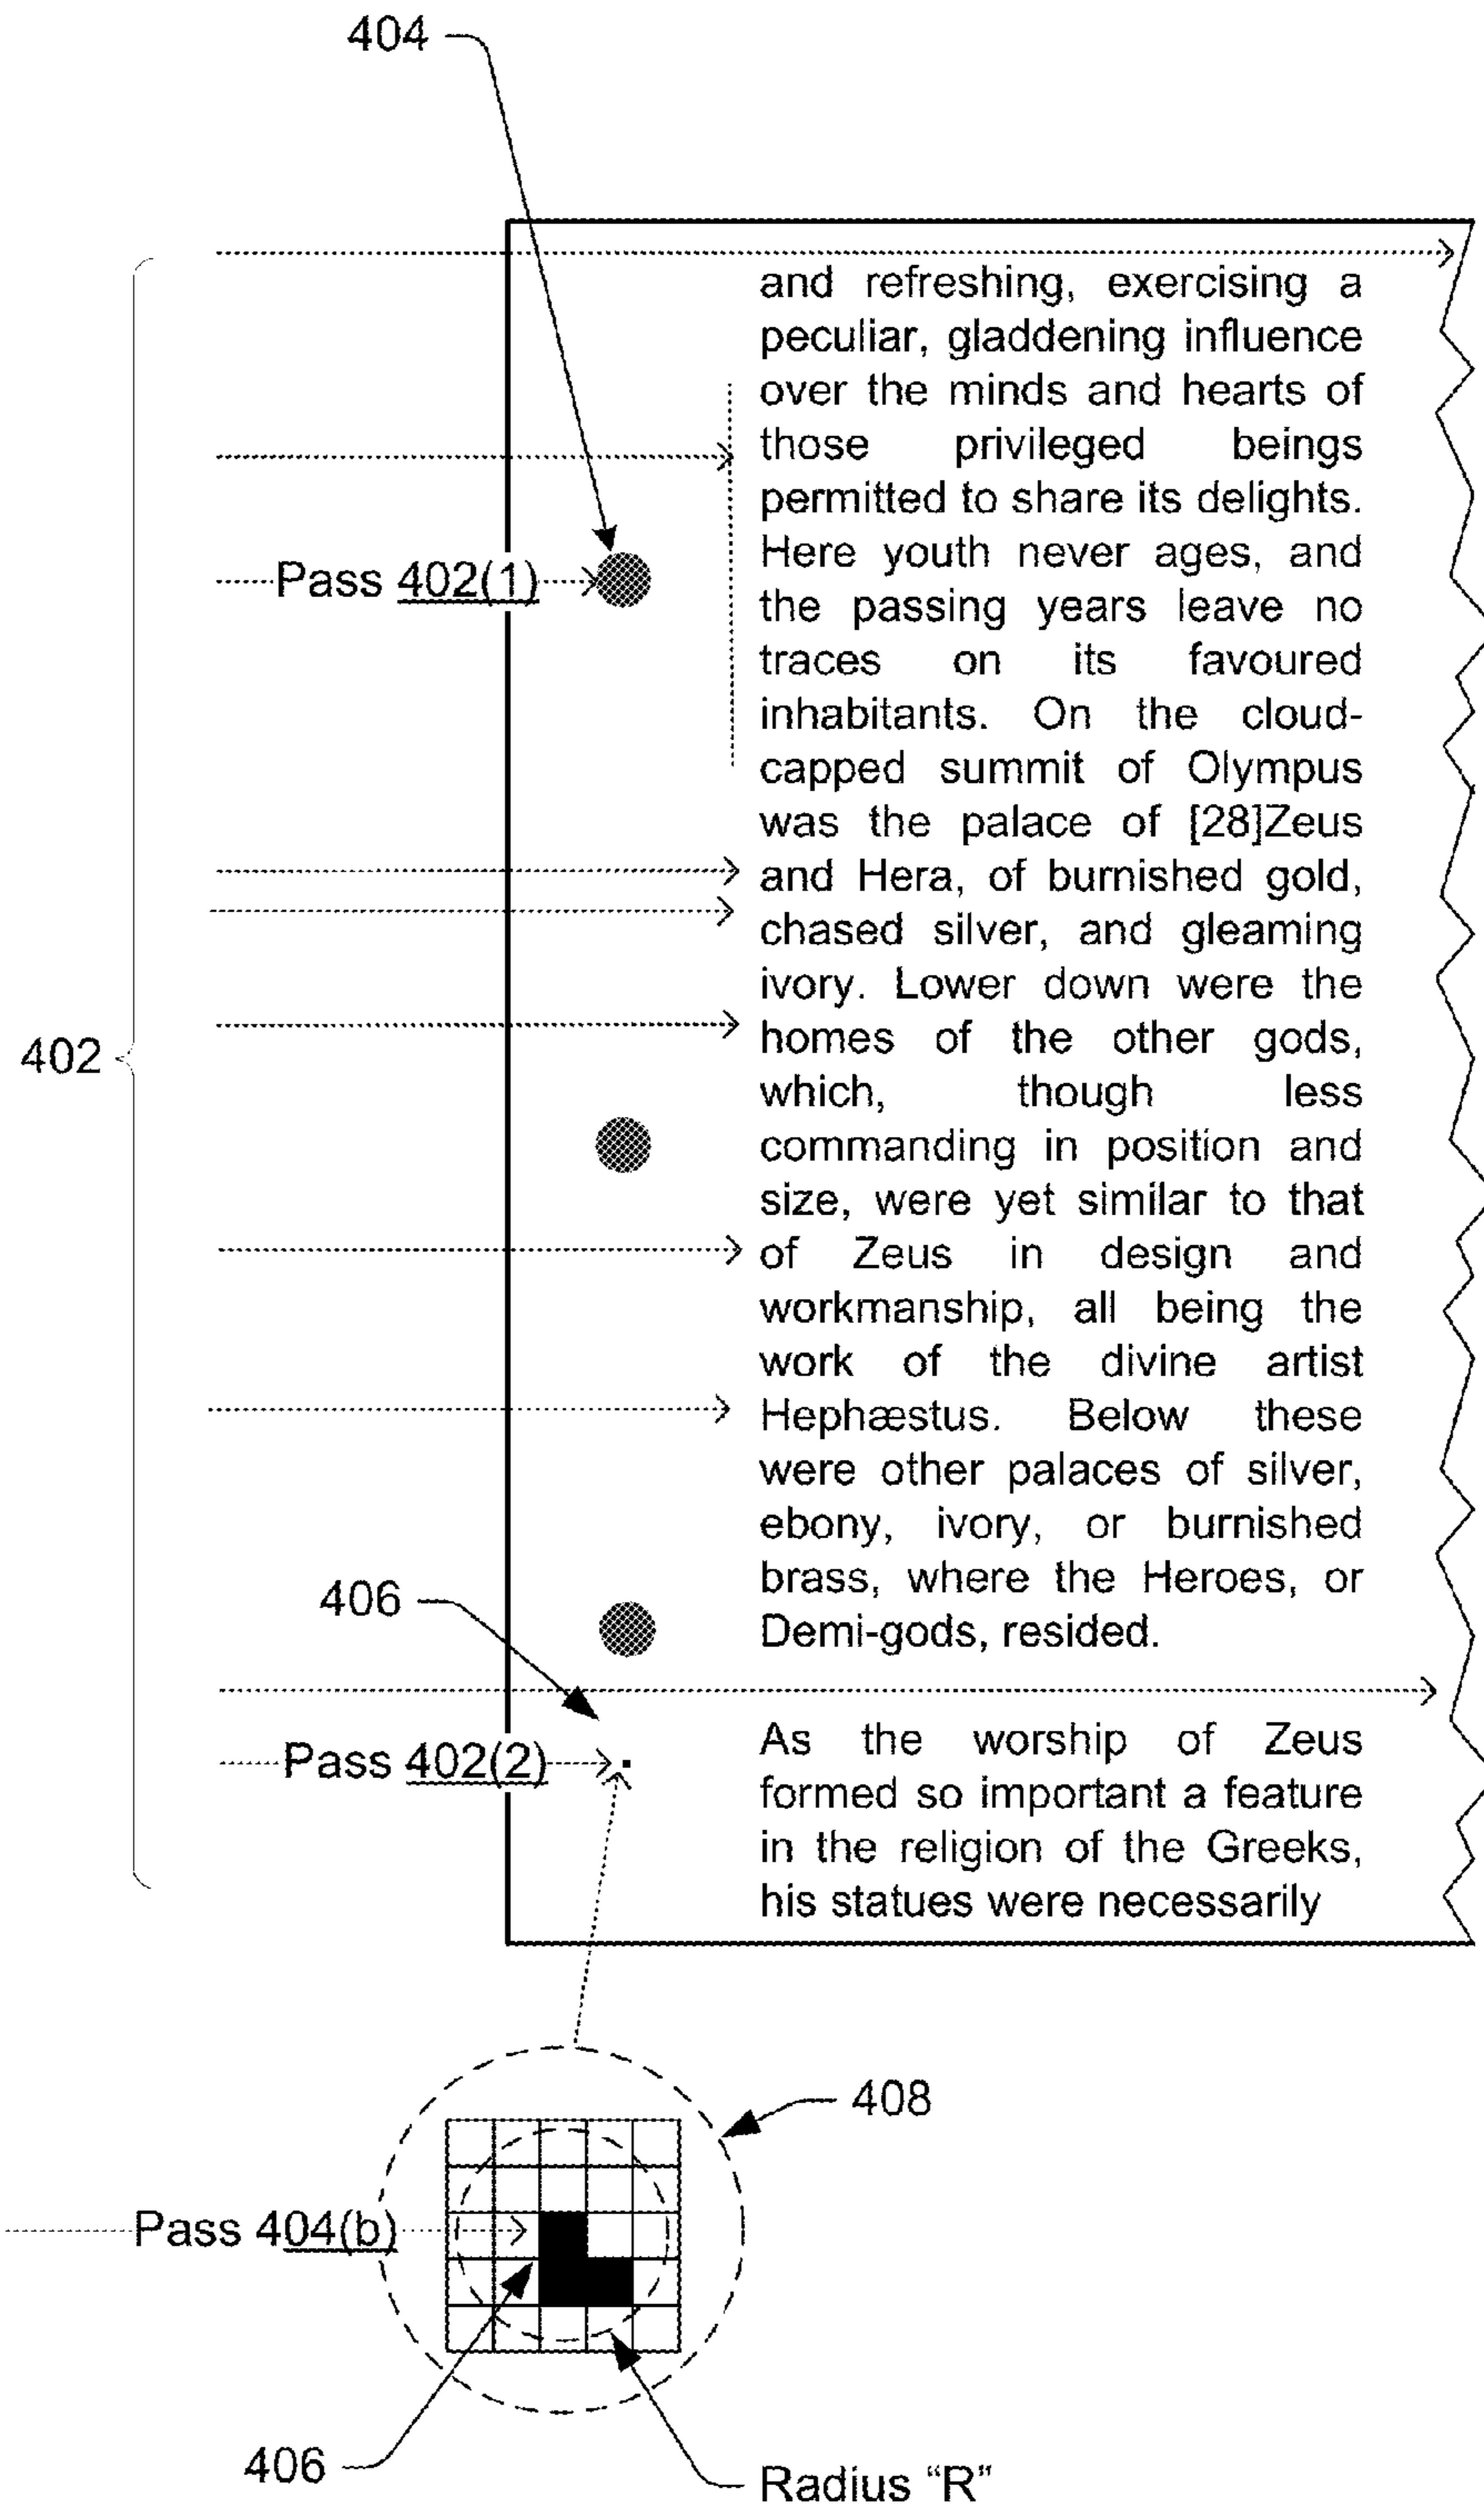 404
and refreshing, exercising a
peculiar, gladdening influence
over the minds and hearts of
those privileged beings
permitted to share its delights.
Here youth never ages, and
Pass 402(1)
the passing years leave no
traces on its favoured
inhabitants. On the cloud-
capped summit of Olympus
was the palace of [28]Zeus
and Hera, of burnished gold,
chased silver, and gleaming
ivory. Lower down were the
homes of the other gods,
402
which, though less
commanding in position and
size, were yet similar to that
of Zeus in design and
workmanship, all being the
work of the divine artist
Hephæstus. Below these
were other palaces of silver,
ebony, ivory, or burnished
brass, where the Heroes, or
406
Demi-gods, resided.
As the worship of Zeus
Pass 402(2)
formed so important a feature
in the religion of the Greeks,
his statues were necessarily
408
Pass 404(b)
406
Radius “R”